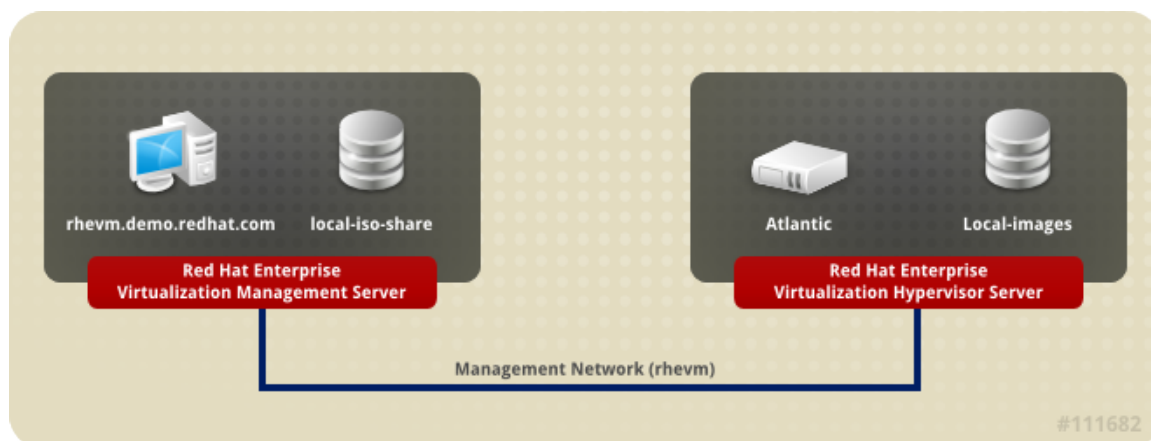 rhevm.demo.redhat.com
local-iso-share
Red Hat Enterprise
Virtualization Management Server
Atlantic
Local-images
Red Hat Enterprise
Virtualization Hypervisor Server
Management Network (rhevm)
#111682